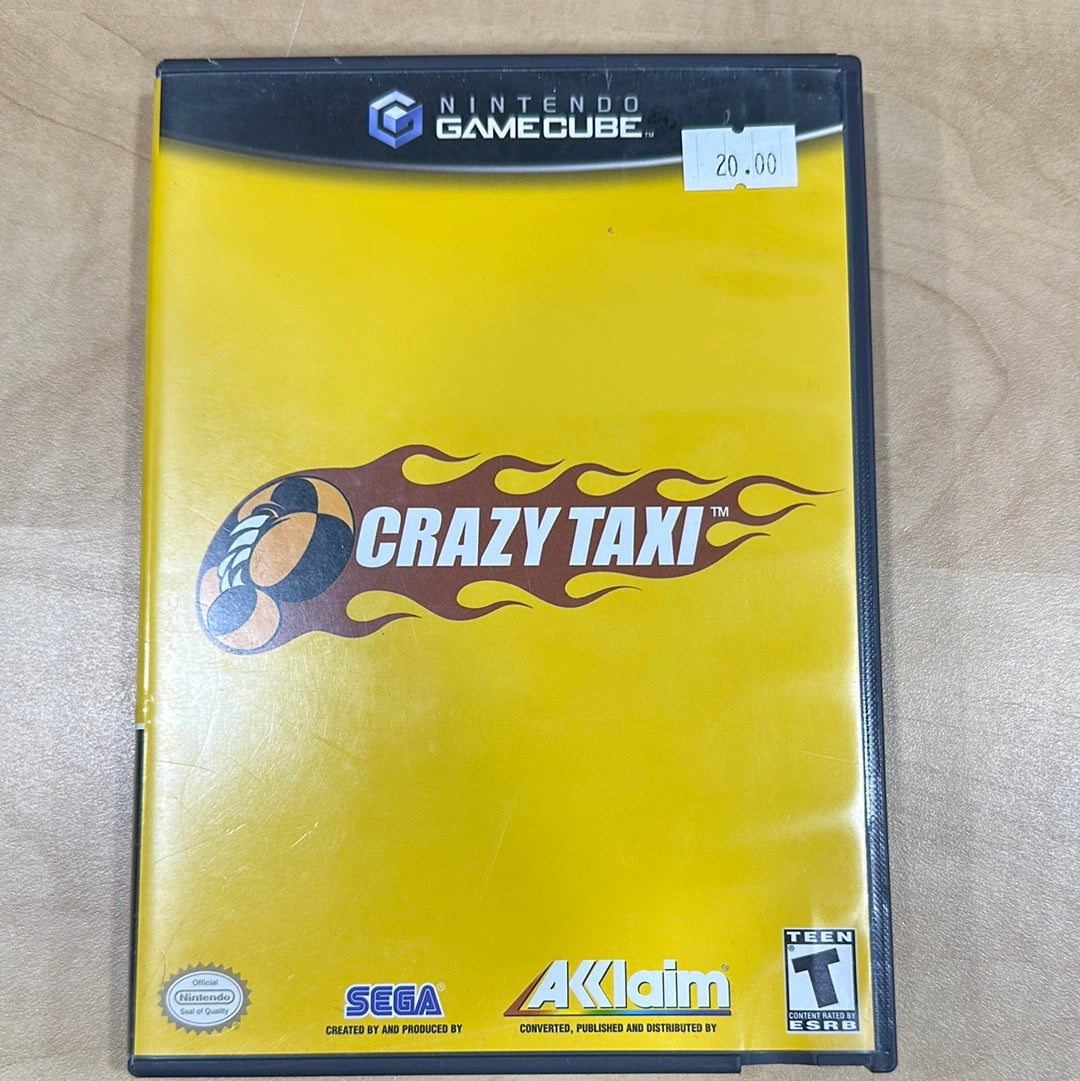 NINTENDO
GAMECUBE™
20.00
CRAZY TAXI™
Official
Nintendo
Seal of Quality
SEGA®
CREATED BY AND PRODUCED BY
AKKlaim®
CONVERTED, PUBLISHED AND DISTRIBUTED BY
TEEN
T
CONTENT RATED BY
ESRB